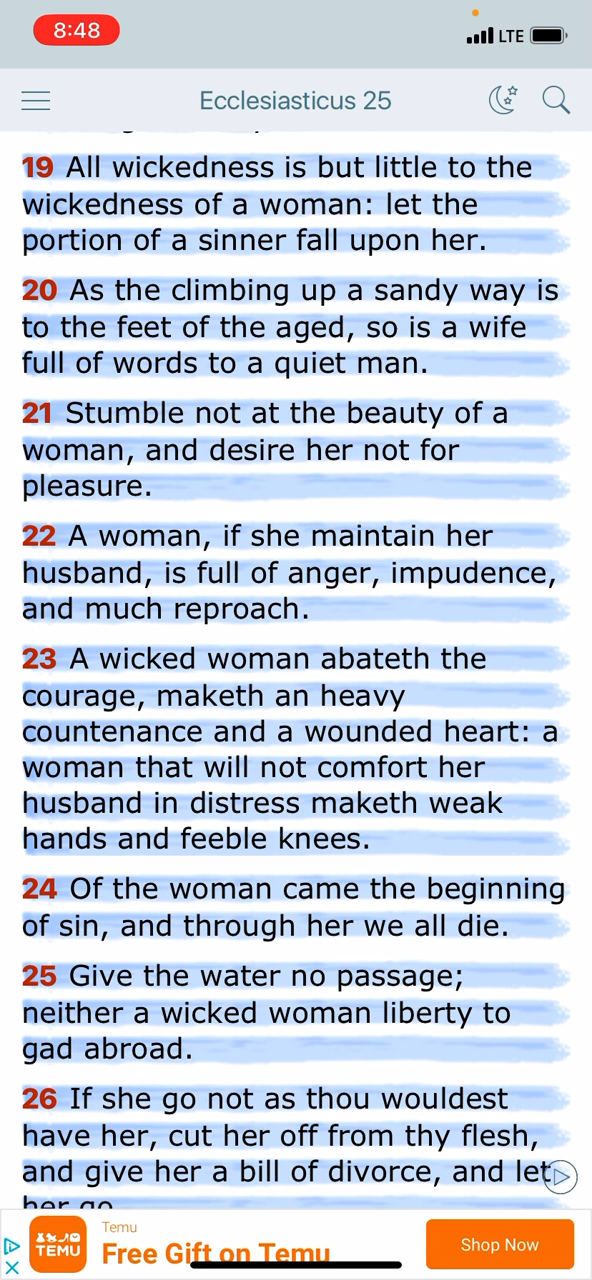 8:48
LTE
Ecclesiasticus 25
19 All wickedness is but little to the
wickedness of a woman: let the
portion of a sinner fall upon her.
20 As the climbing up a sandy way is
to the feet of the aged, so is a wife
full of words to a quiet man.
21 Stumble not at the beauty of a
woman, and desire her not for
pleasure.
22 A woman, if she maintain her
husband, is full of anger, impudence,
and much reproach.
23 A wicked woman abateth the
courage, maketh an heavy
countenance and a wounded heart: a
woman that will not comfort her
husband in distress maketh weak
hands and feeble knees.
24 Of the woman came the beginning
of sin, and through her we all die.
25 Give the water no passage;
neither a wicked woman liberty to
gad abroad.
26 If she go not as thou wouldest
have her, cut her off from thy flesh,
and give her a bill of divorce, and let
her go
TEMU
Temu
Free Gift on Temu
Shop Now